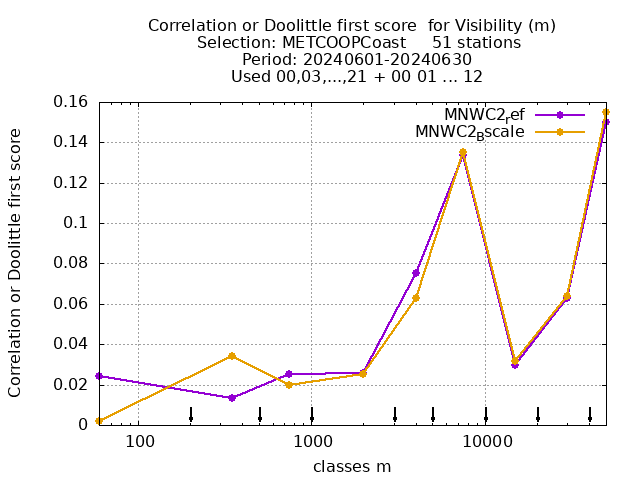 Correlation or Doolittle first score  for Visibility (m)
Selection: METCOOPCoast     51 stations
Period: 20240601-20240630
Used 00,03,...,21 + 00 01 ... 12
MNWC2ref
MNWC2Bscale
Correlation or Doolittle first score
0.16
0.14
0.12
0.1
0.08
0.06
0.04
0.02
0
100 1000 10000
classes m